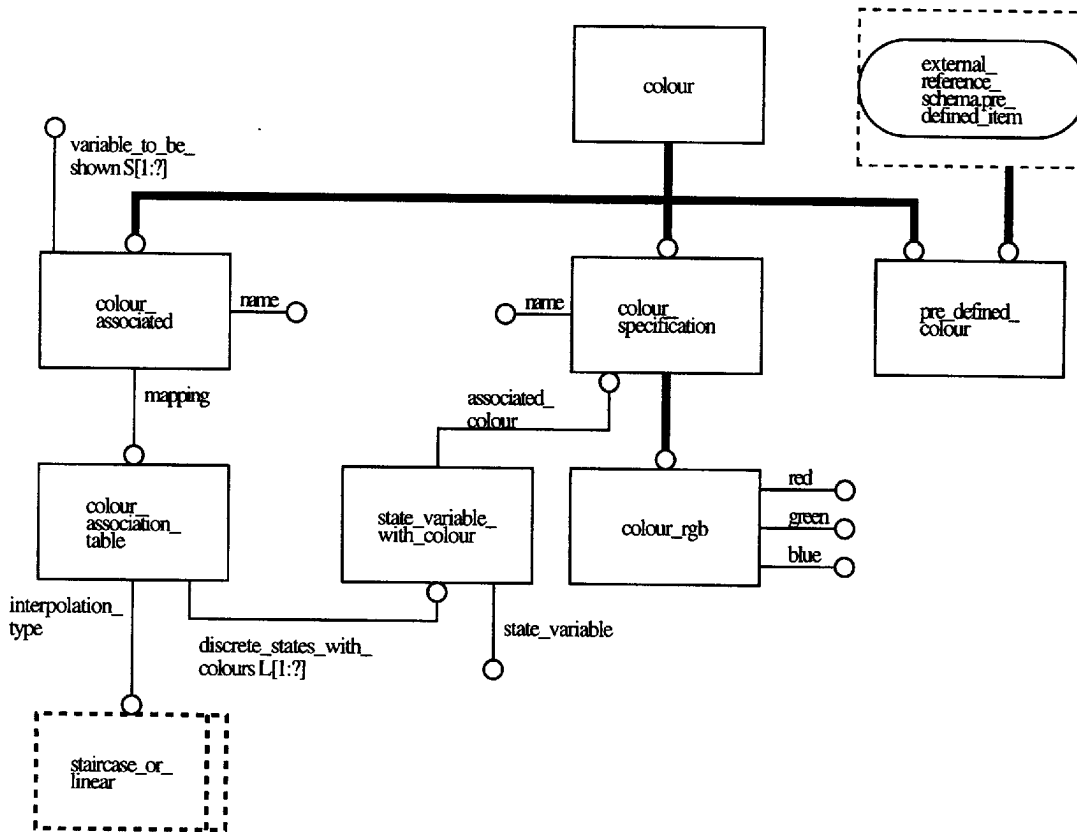 colour
external_
reference_
schema.pre_
defined_item
variable_to_be_
shown S[1:?]
colour_
associated
name
name
colour_
specification
pre_defined_
colour
mapping
associated_
colour
colour_
association_
table
state_variable_
with_colour
colour_rgb
red
green
blue
interpolation_
type
discrete_states_with_
colours L[1:?]
state_variable
staircase_or_
linear